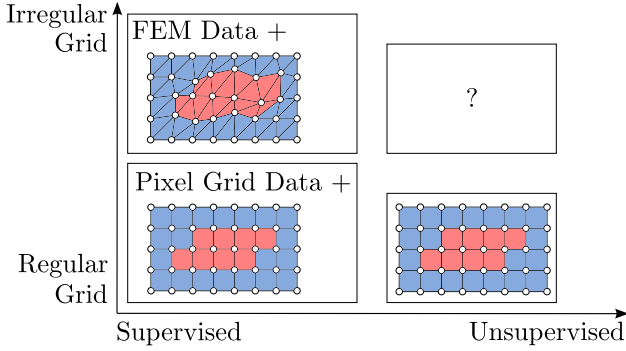 Irregular
Grid
FEM Data +
?
Pixel Grid Data +
Regular
Grid
Supervised
Unsupervised